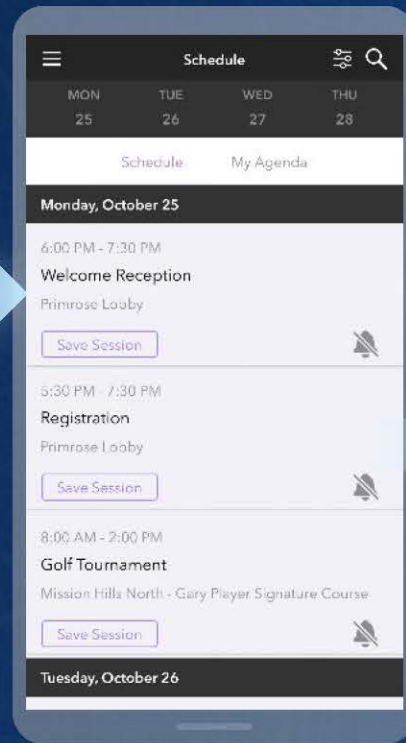 Schedule
MON TUE WED THU
25 26 27 28
Schedule My Agenda
Monday, October 25
6:00 PM - 7:30 PM
Welcome Reception
Primrose Lobby
Save Session
5:30 PM - 7:30 PM
Registration
Primrose Lobby
Save Session
8:00 AM - 2:00 PM
Golf Tournament
Mission Hills North - Gary Player Signature Course
Save Session
Tuesday, October 26